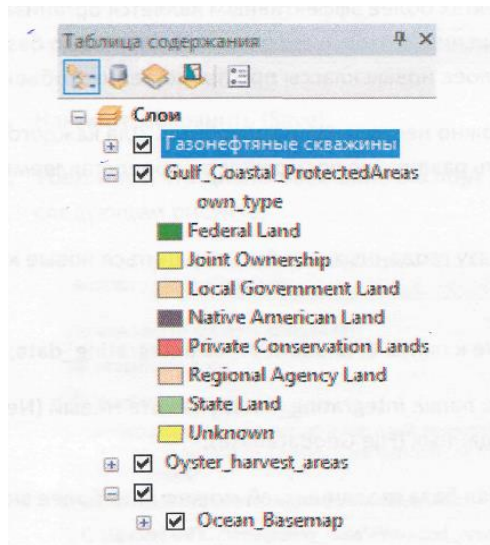 Таблица содержания
Слои
Газонефтяные скважины
Gulf_Coastal_ProtectedAreas
own_type
Federal Land
Joint Ownership
Local Government Land
Native American Land
Private Conservation Lands
Regional Agency Land
State Land
Unknown
Oyster_harvest_areas
Ocean_Basemap